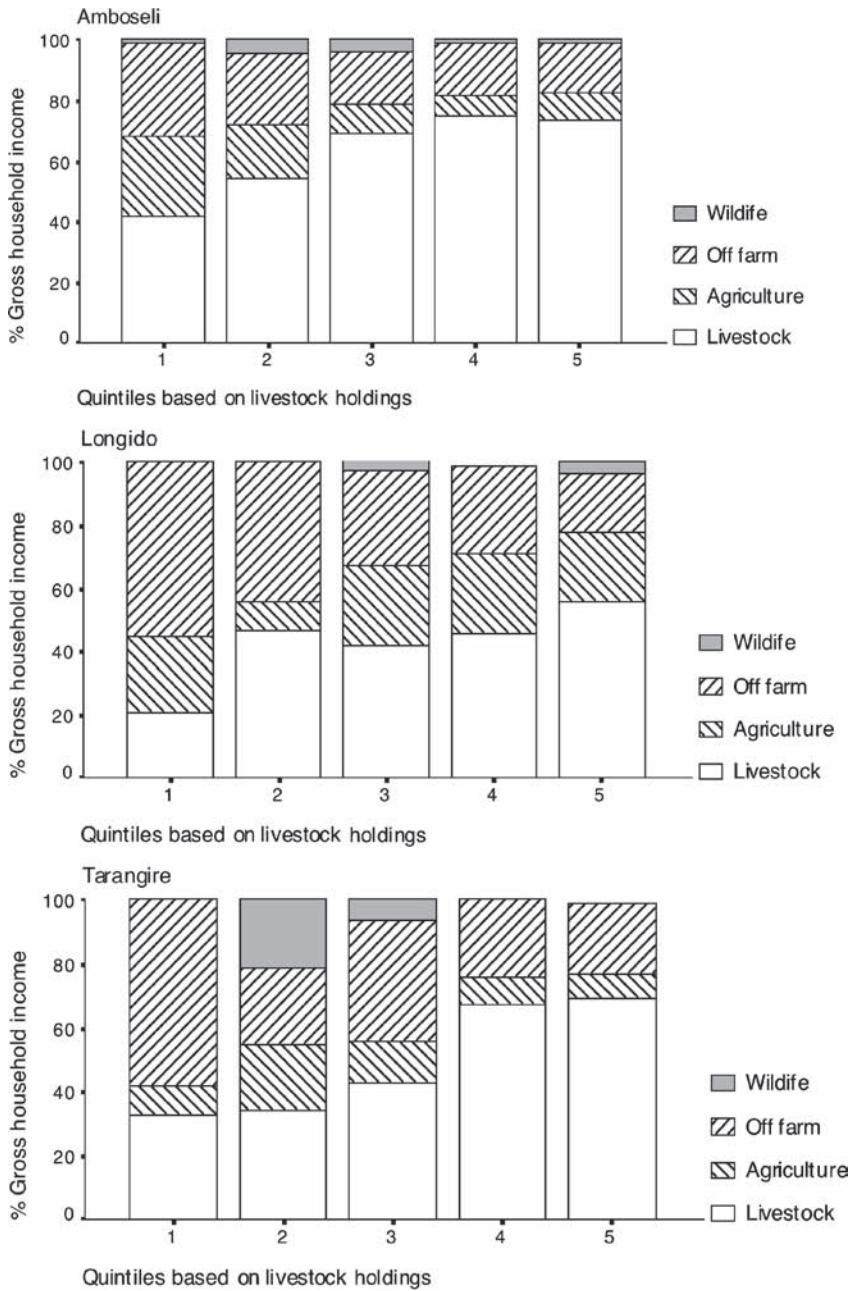 Amboseli
100
80
60
40
20
0
% Gross household income
1 2 3 4 5
Quintiles based on livestock holdings
Wildife
Off farm
Agriculture
Livestock
Longido
100
80
60
40
20
0
% Gross household income
1 2 3 4 5
Quintiles based on livestock holdings
Wildife
Off farm
Agriculture
Livestock
Tarangire
100
80
60
40
20
0
% Gross household income
1 2 3 4 5
Quintiles based on livestock holdings
Wildife
Off farm
Agriculture
Livestock